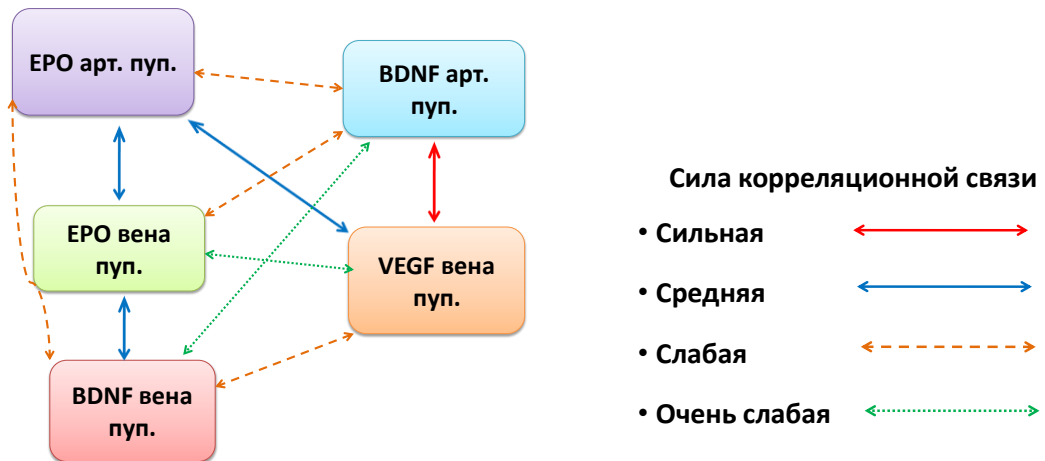 EPO арт. пуп.
BDNF арт.
пуп.
EPO вена
пуп.
VEGF вена
пуп.
BDNF вена
пуп.
Сила корреляционной связи
• Сильная
• Средняя
• Слабая
• Очень слабая